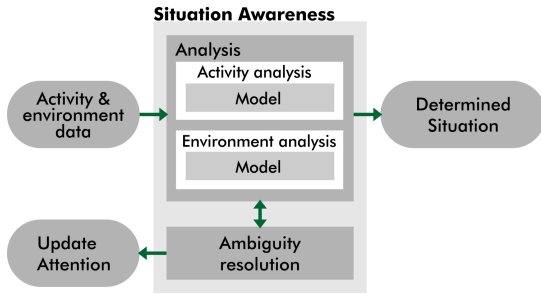 Situation Awareness
Analysis
Activity analysis
Model
Environment analysis
Model
Activity &
environment
data
Determined
Situation
Update
Attention
Ambiguity
resolution